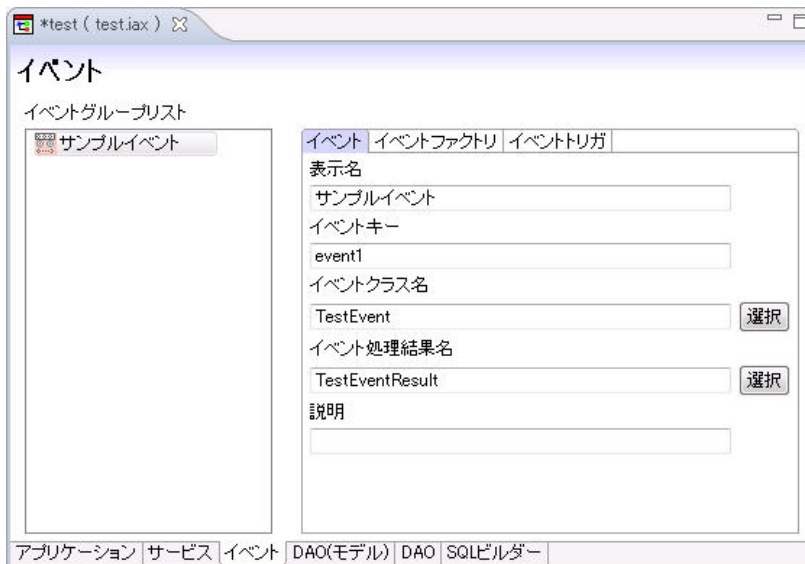 *test ( test.iax )
イベント
イベントグループリスト
サンプルイベント
イベント イベントファクトリ イベントトリガ
表示名
サンプルイベント
イベントキー
event1
イベントクラス名
TestEvent 選択
イベント処理結果名
TestEventResult 選択
説明
アプリケーション サービス イベント DAO(モデル) DAO SQLビルダー